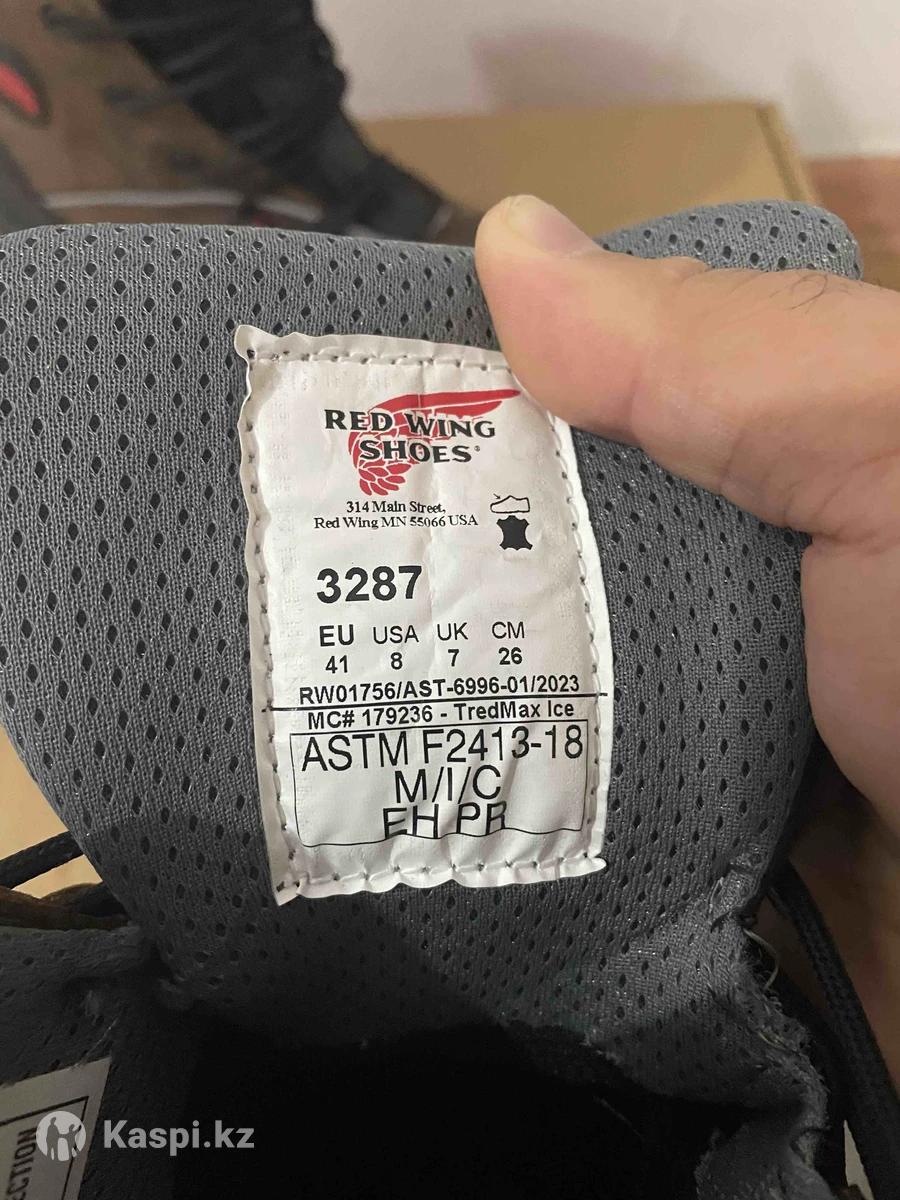 RED WING
SHOES®
314 Main Street,
Red Wing MN 55066 USA
3287
EU USA UK CM
41 8 7 26
RW01756/AST-6996-01/2023
MC# 179236 - TredMax Ice
ASTM F2413-18
M/I/C
EH PR
Kaspi.kz